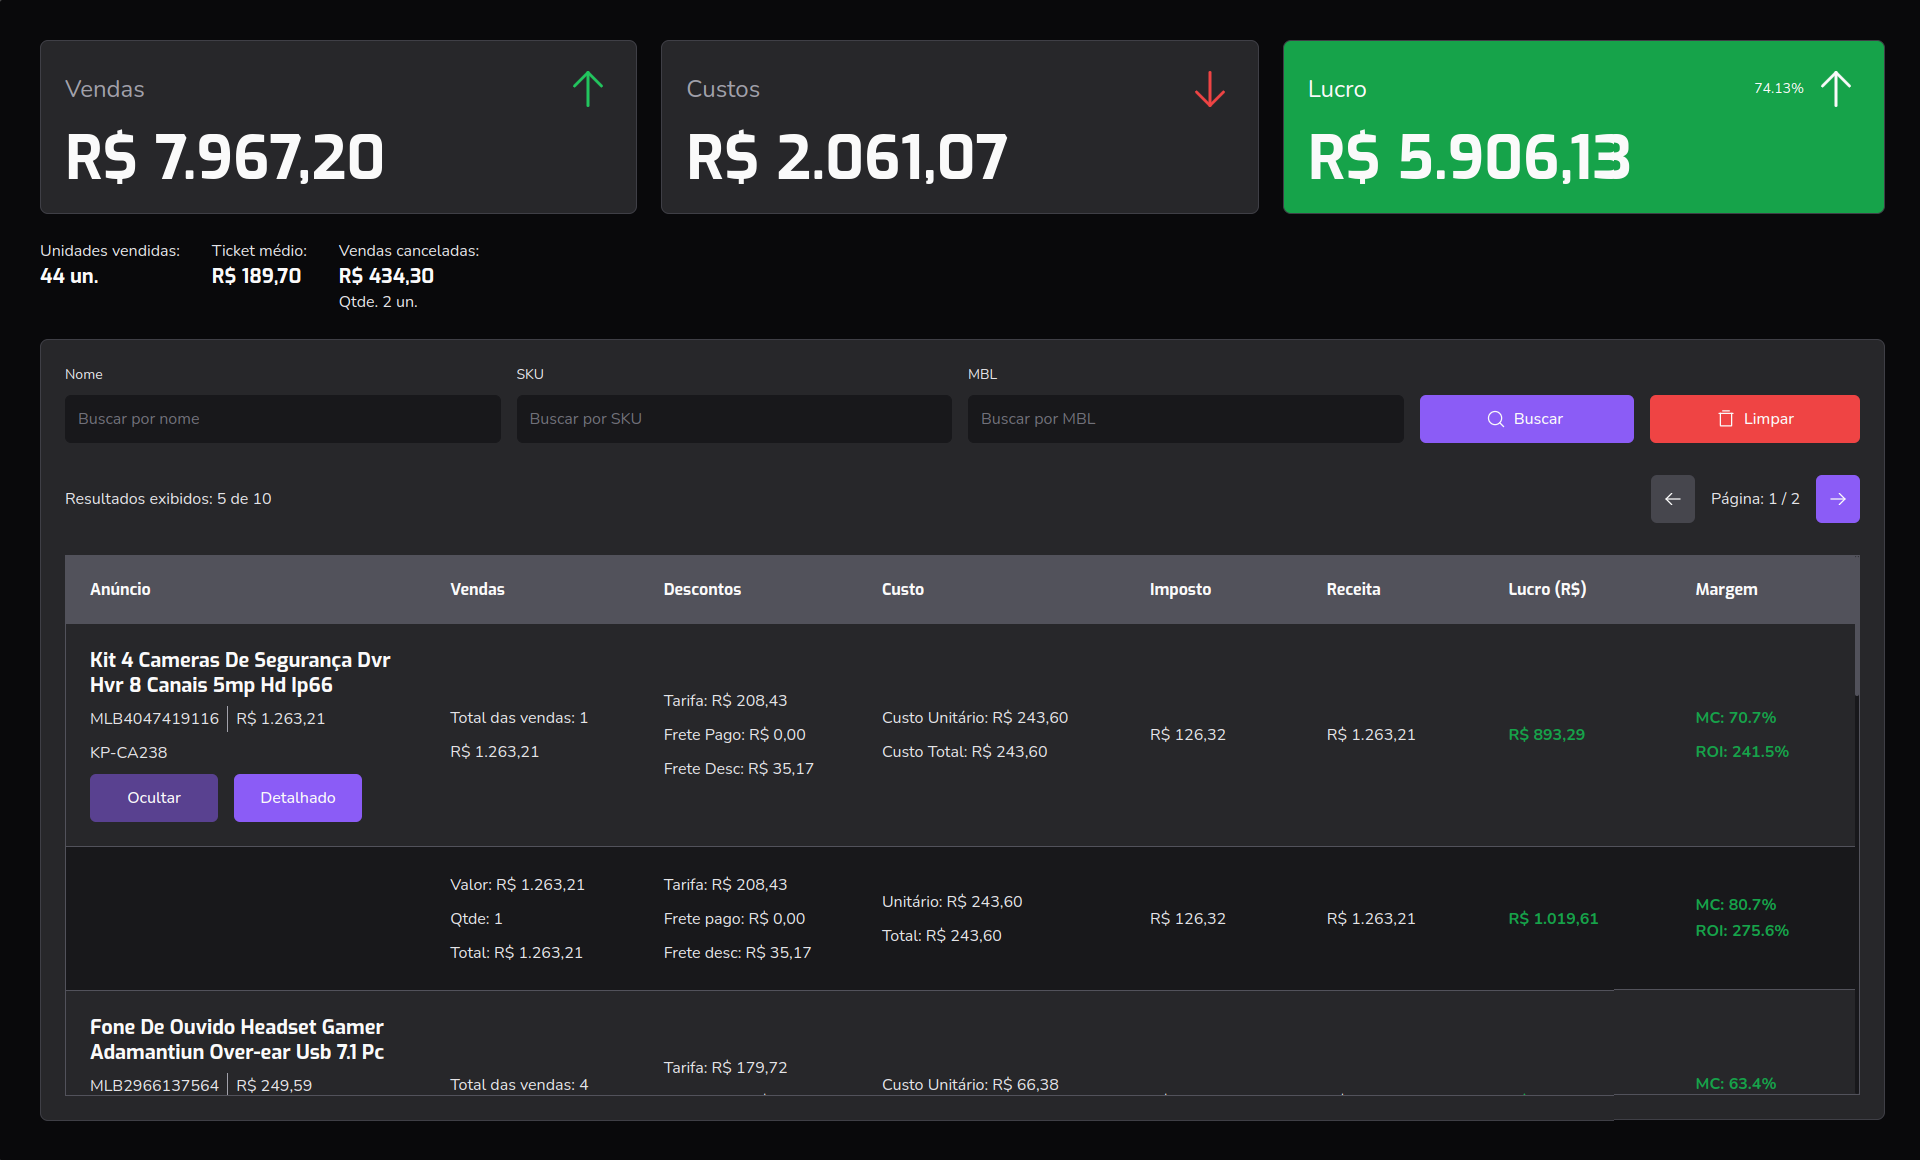 Vendas
R$ 7.967,20
Custos
R$ 2.061,07
Lucro
74.13%
R$ 5.906,13
Unidades vendidas:
44 un.
Ticket médio:
R$ 189,70
Vendas canceladas:
R$ 434,30
Qtde. 2 un.
Nome
SKU
MBL
Buscar por nome
Buscar por SKU
Buscar por MBL
Buscar
Limpar
Resultados exibidos: 5 de 10
Página: 1 / 2
Anúncio
Vendas
Descontos
Custo
Imposto
Receita
Lucro (R$)
Margem
Kit 4 Cameras De Segurança Dvr
Hvr 8 Canais 5mp Hd Ip66
MLB4047419116 | R$ 1.263,21
KP-CA238
Ocultar
Detalhado
Total das vendas: 1
R$ 1.263,21
Tarifa: R$ 208,43
Frete Pago: R$ 0,00
Frete Desc: R$ 35,17
Custo Unitário: R$ 243,60
Custo Total: R$ 243,60
R$ 126,32
R$ 1.263,21
R$ 893,29
MC: 70.7%
ROI: 241.5%
Valor: R$ 1.263,21
Qtde: 1
Total: R$ 1.263,21
Tarifa: R$ 208,43
Frete pago: R$ 0,00
Frete desc: R$ 35,17
Unitário: R$ 243,60
Total: R$ 243,60
R$ 126,32
R$ 1.263,21
R$ 1.019,61
MC: 80.7%
ROI: 275.6%
Fone De Ouvido Headset Gamer
Adamantiun Over-ear Usb 7.1 Pc
MLB2966137564 | R$ 249,59
Total das vendas: 4
Tarifa: R$ 179,72
Custo Unitário: R$ 66,38
MC: 63.4%